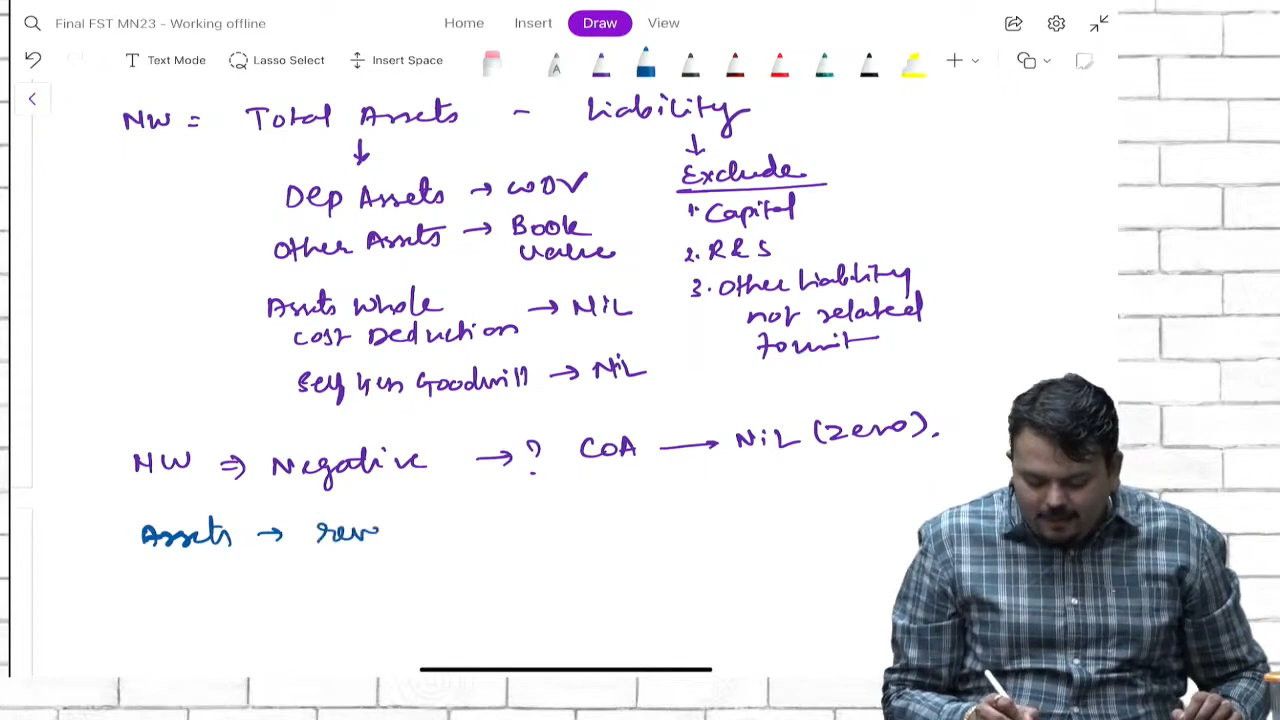 Final FST MN23 - Working offline
Home Insert Draw View
Text Mode Lasso Select Insert Space
NW = Total Assets - Liability
Dep Assets → WDV
Other Assets → Book Value
Assets whole cost Deduction → NiL
Self Gen Goodwill → NiL
Exclude
1. Capital
2. R & S
3. Other Liability
not related
to unit
NW ⇒ Negative → ? COA → NiL (Zero).
Assets → rev